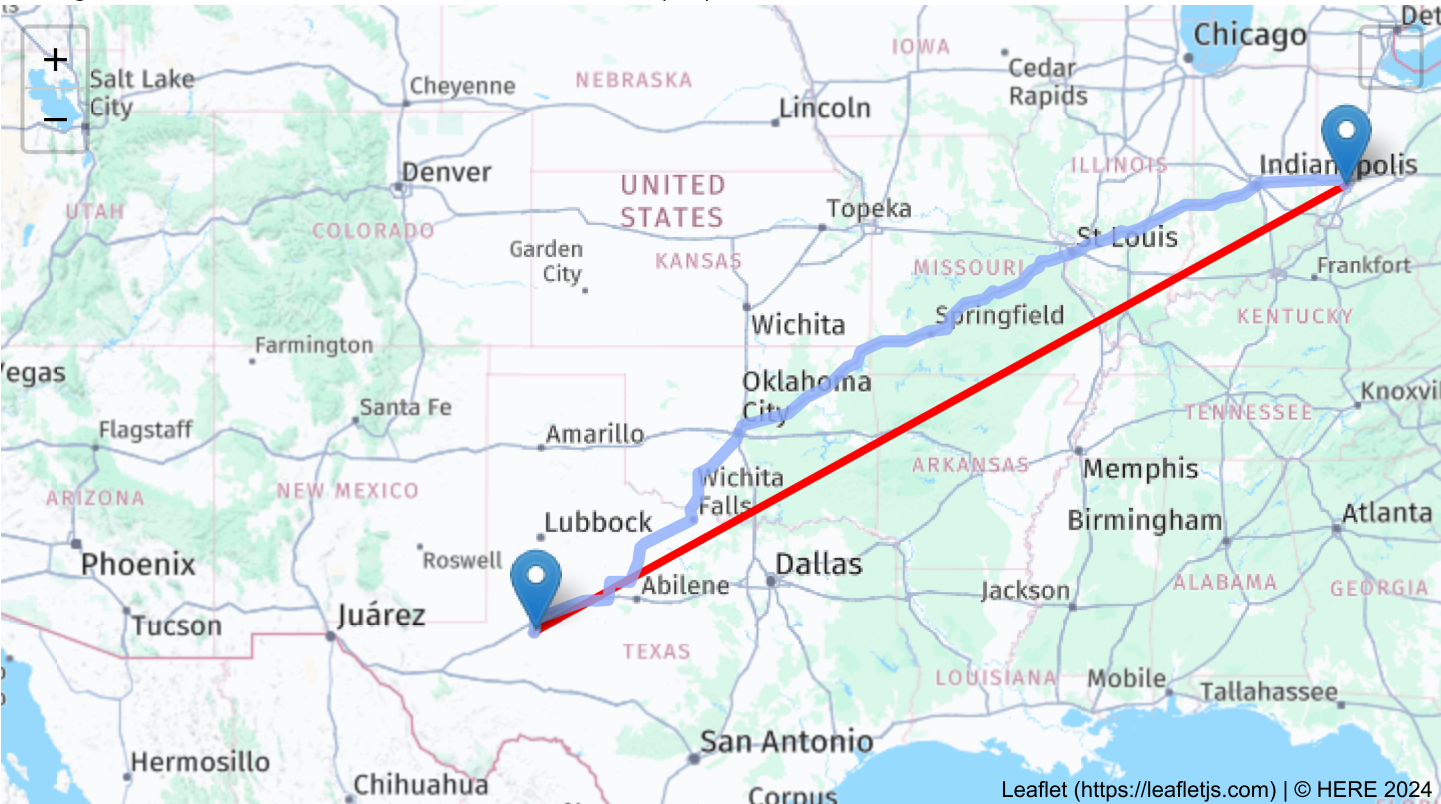 Chicago
Det
IOWA
Cedar
Rapids
Salt Lake
City
+
−
Cheyenne
NEBRASKA
Lincoln
Denver
UNITED
STATES
ILLINOIS
Indianapolis
UTAH
COLORADO
Topeka
St Louis
Garden
City
KANSAS
MISSOURI
Frankfort
Wichita
Springfield
KENTUCKY
Farmington
Vegas
Oklahoma
City
Knoxvil
Santa Fe
TENNESSEE
Flagstaff
Amarillo
ARKANSAS
Memphis
ARIZONA
NEW MEXICO
Wichita
Falls
Lubbock
Birmingham
Atlanta
Roswell
Phoenix
Dallas
Abilene
Jackson
ALABAMA
GEORGIA
Juárez
Tucson
TEXAS
LOUISIANA
Mobile
Tallahassee
San Antonio
Hermosillo
Chihuahua
Corpus
Leaflet (https://leafletjs.com) | © HERE 2024